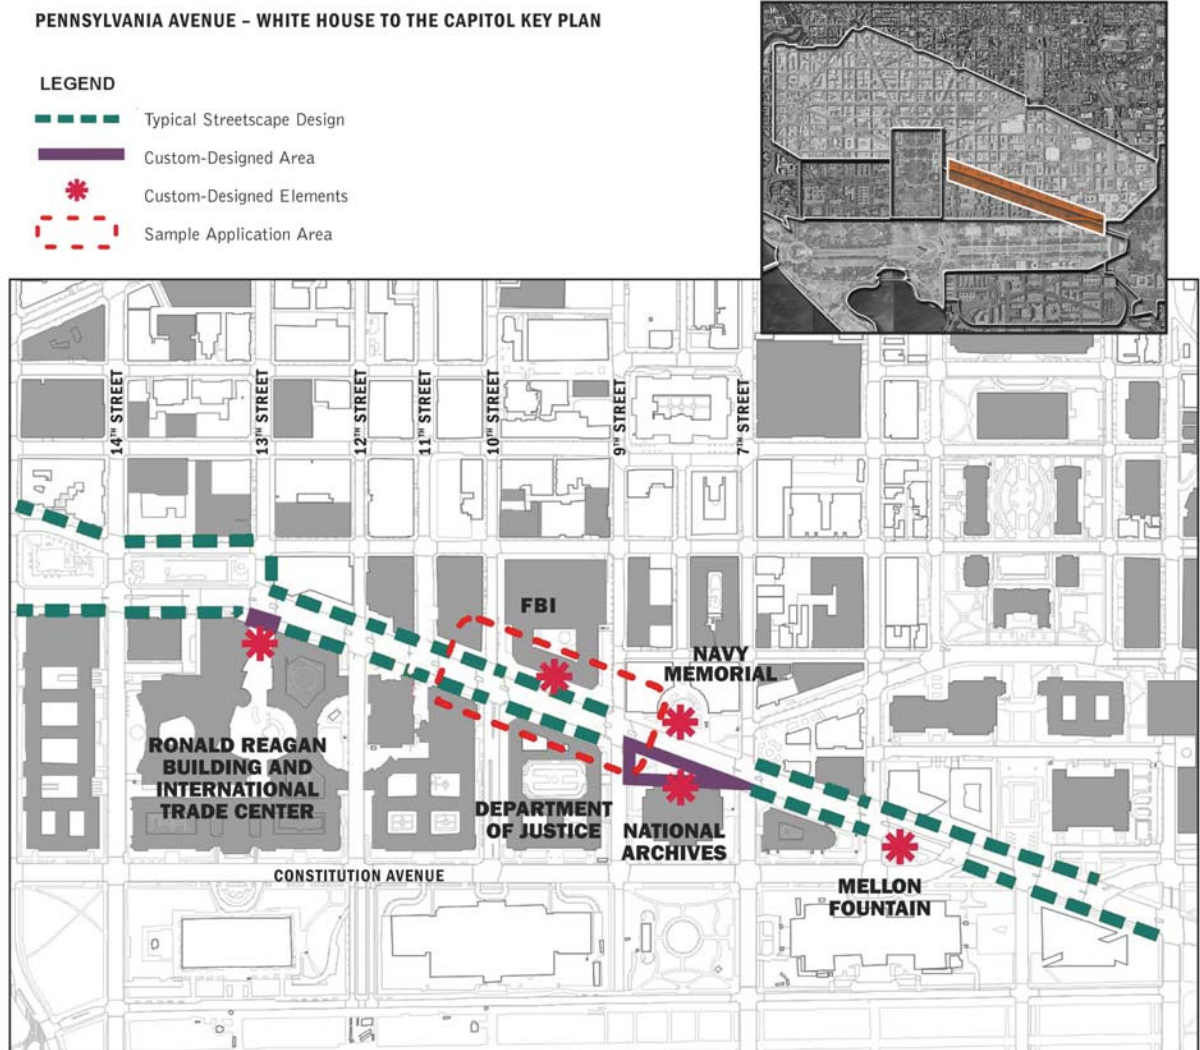 PENNSYLVANIA AVENUE – WHITE HOUSE TO THE CAPITOL KEY PLAN
LEGEND
Typical Streetscape Design
Custom-Designed Area
Custom-Designed Elements
Sample Application Area
14TH STREET
13TH STREET
12TH STREET
11TH STREET
10TH STREET
9TH STREET
7TH STREET
FBI
NAVY
MEMORIAL
RONALD REAGAN
BUILDING AND
INTERNATIONAL
TRADE CENTER
DEPARTMENT
OF JUSTICE
NATIONAL
ARCHIVES
CONSTITUTION AVENUE
MELLON
FOUNTAIN